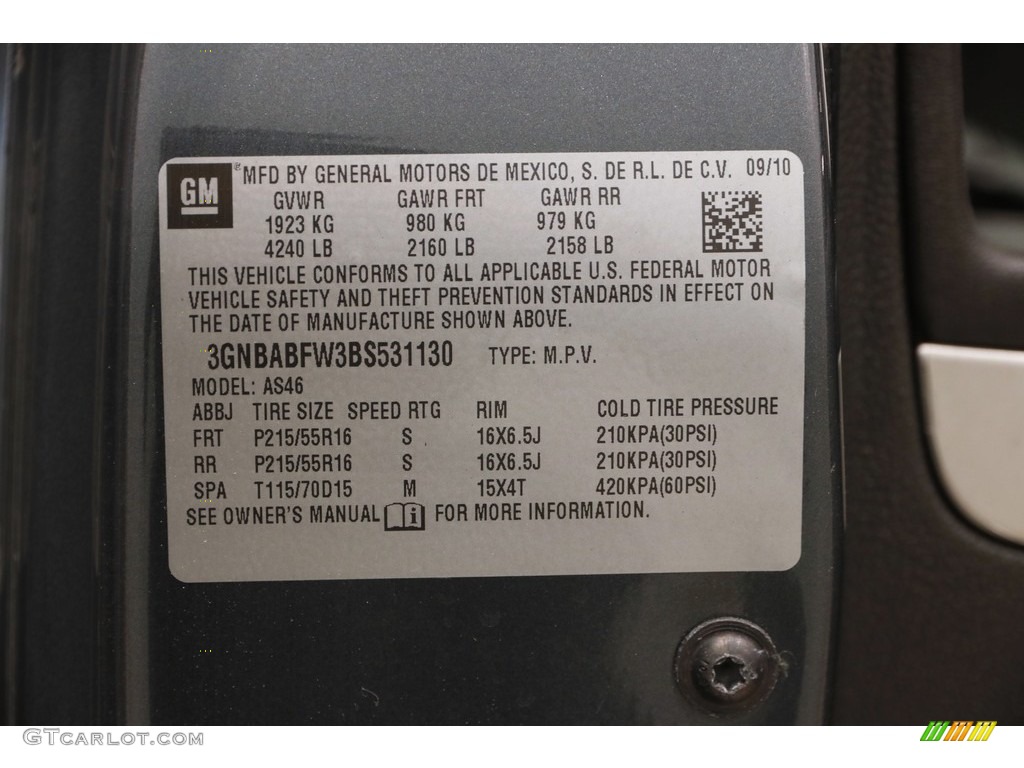 GM ® MFD BY GENERAL MOTORS DE MEXICO, S. DE R.L. DE C.V. 09/10
GVWR GAWR FRT GAWR RR
1923 KG 980 KG 979 KG
4240 LB 2160 LB 2158 LB
THIS VEHICLE CONFORMS TO ALL APPLICABLE U.S. FEDERAL MOTOR
VEHICLE SAFETY AND THEFT PREVENTION STANDARDS IN EFFECT ON
THE DATE OF MANUFACTURE SHOWN ABOVE.
3GNBABFW3BS531130 TYPE: M.P.V.
MODEL: AS46
ABBJ TIRE SIZE SPEED RTG RIM COLD TIRE PRESSURE
FRT P215/55R16 S 16X6.5J 210KPA(30PSI)
RR P215/55R16 S 16X6.5J 210KPA(30PSI)
SPA T115/70D15 M 15X4T 420KPA(60PSI)
SEE OWNER'S MANUAL i FOR MORE INFORMATION.
GTCarlot.com